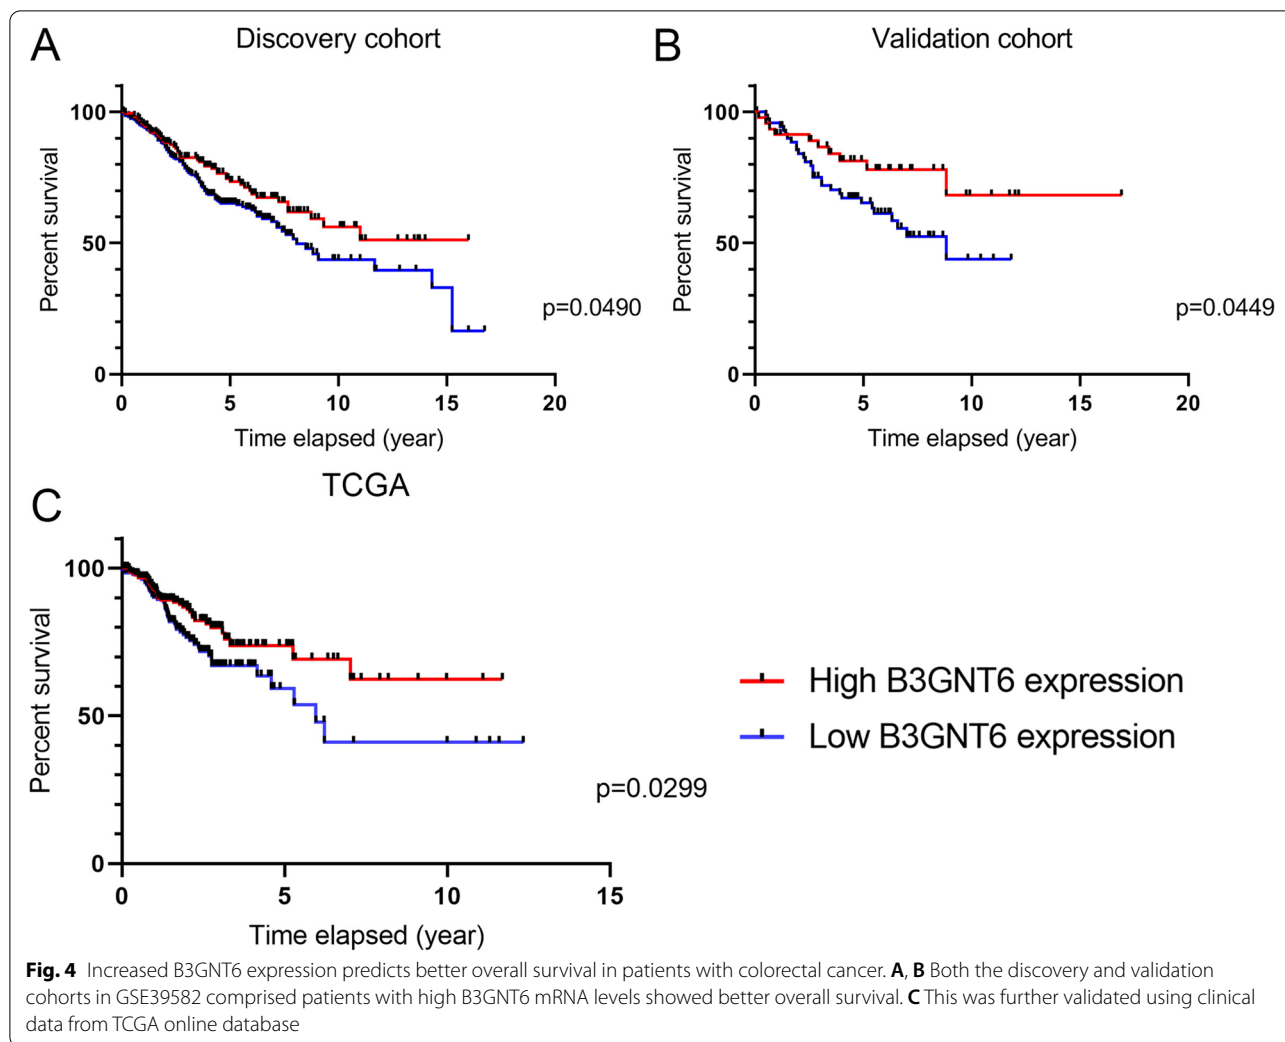 A
Discovery cohort
Percent survival
100
50
0
0 5 10 15 20
Time elapsed (year)
p=0.0490
B
Validation cohort
Percent survival
100
50
0
0 5 10 15 20
Time elapsed (year)
p=0.0449
C
TCGA
Percent survival
100
50
0
0 5 10 15
Time elapsed (year)
p=0.0299
High B3GNT6 expression
Low B3GNT6 expression
Fig. 4 Increased B3GNT6 expression predicts better overall survival in patients with colorectal cancer. A, B Both the discovery and validation
cohorts in GSE39582 comprised patients with high B3GNT6 mRNA levels showed better overall survival. C This was further validated using clinical
data from TCGA online database